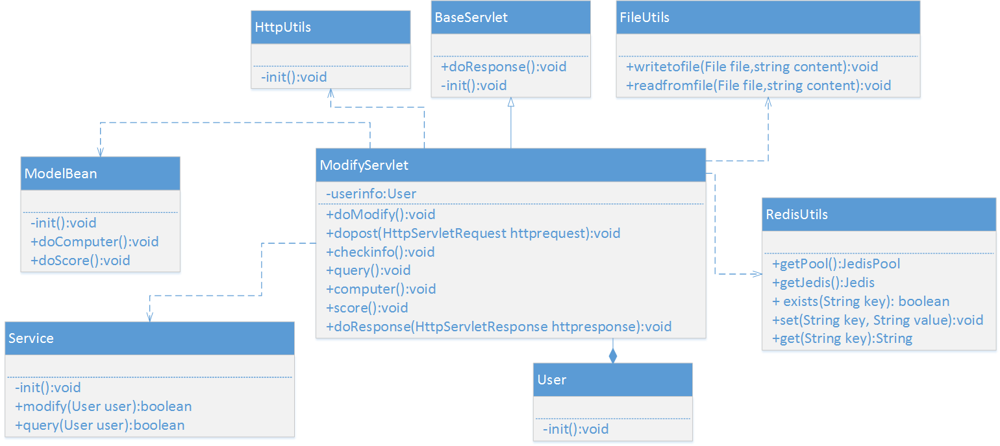 HttpUtils
-init():void
BaseServlet
+doResponse():void
-init():void
FileUtils
+writetofile(File file,string content):void
+readfromfile(File file,string content):void
ModelBean
-init():void
+doComputer():void
+doScore():void
ModifyServlet
-userinfo:User
+doModify():void
+dopost(HttpServletRequest httprequest):void
+checkinfo():void
+query():void
+computer():void
+score():void
+doResponse(HttpServletResponse httpresponse):void
RedisUtils
+getPool():JedisPool
+getJedis():Jedis
+ exists(String key): boolean
+set(String key, String value):void
+get(String key):String
Service
-init():void
+modify(User user):boolean
+query(User user):boolean
User
-init():void